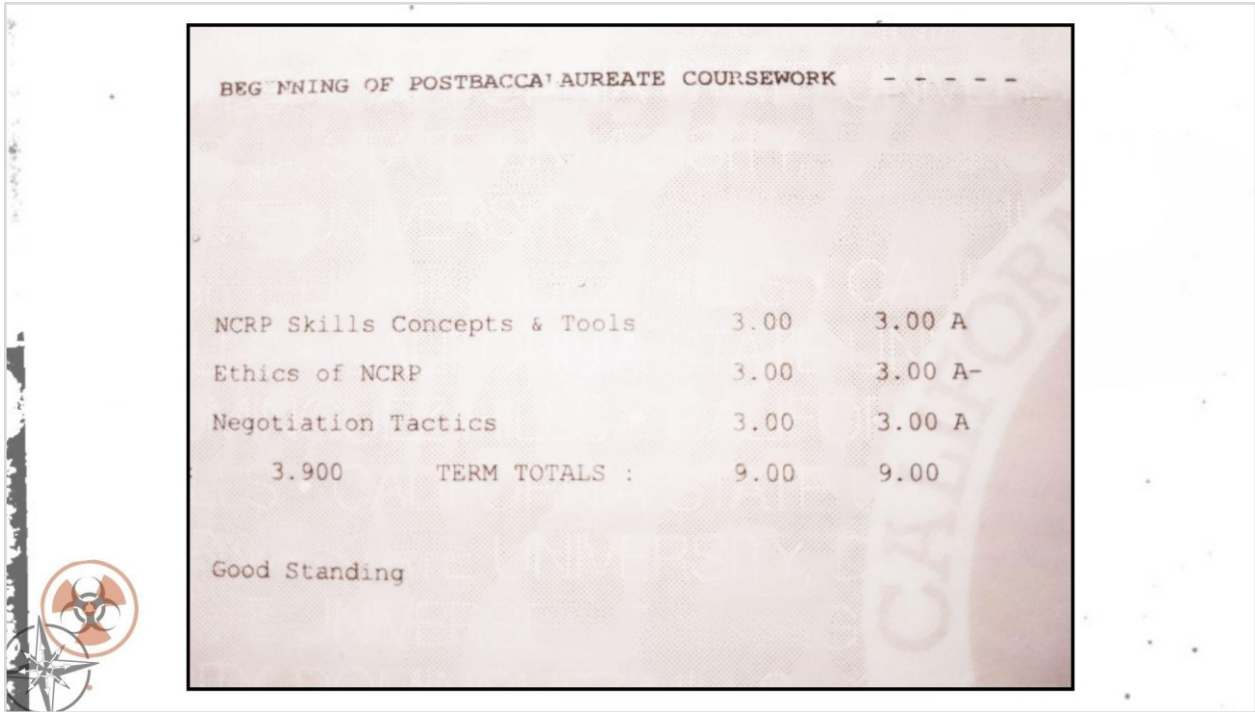 BEGINNING OF POSTBACCALAUREATE COURSEWORK - - - - -
NCRP Skills Concepts & Tools 3.00 3.00 A
Ethics of NCRP 3.00 3.00 A-
Negotiation Tactics 3.00 3.00 A
: 3.900 TERM TOTALS : 9.00 9.00
Good Standing
CALIFOR